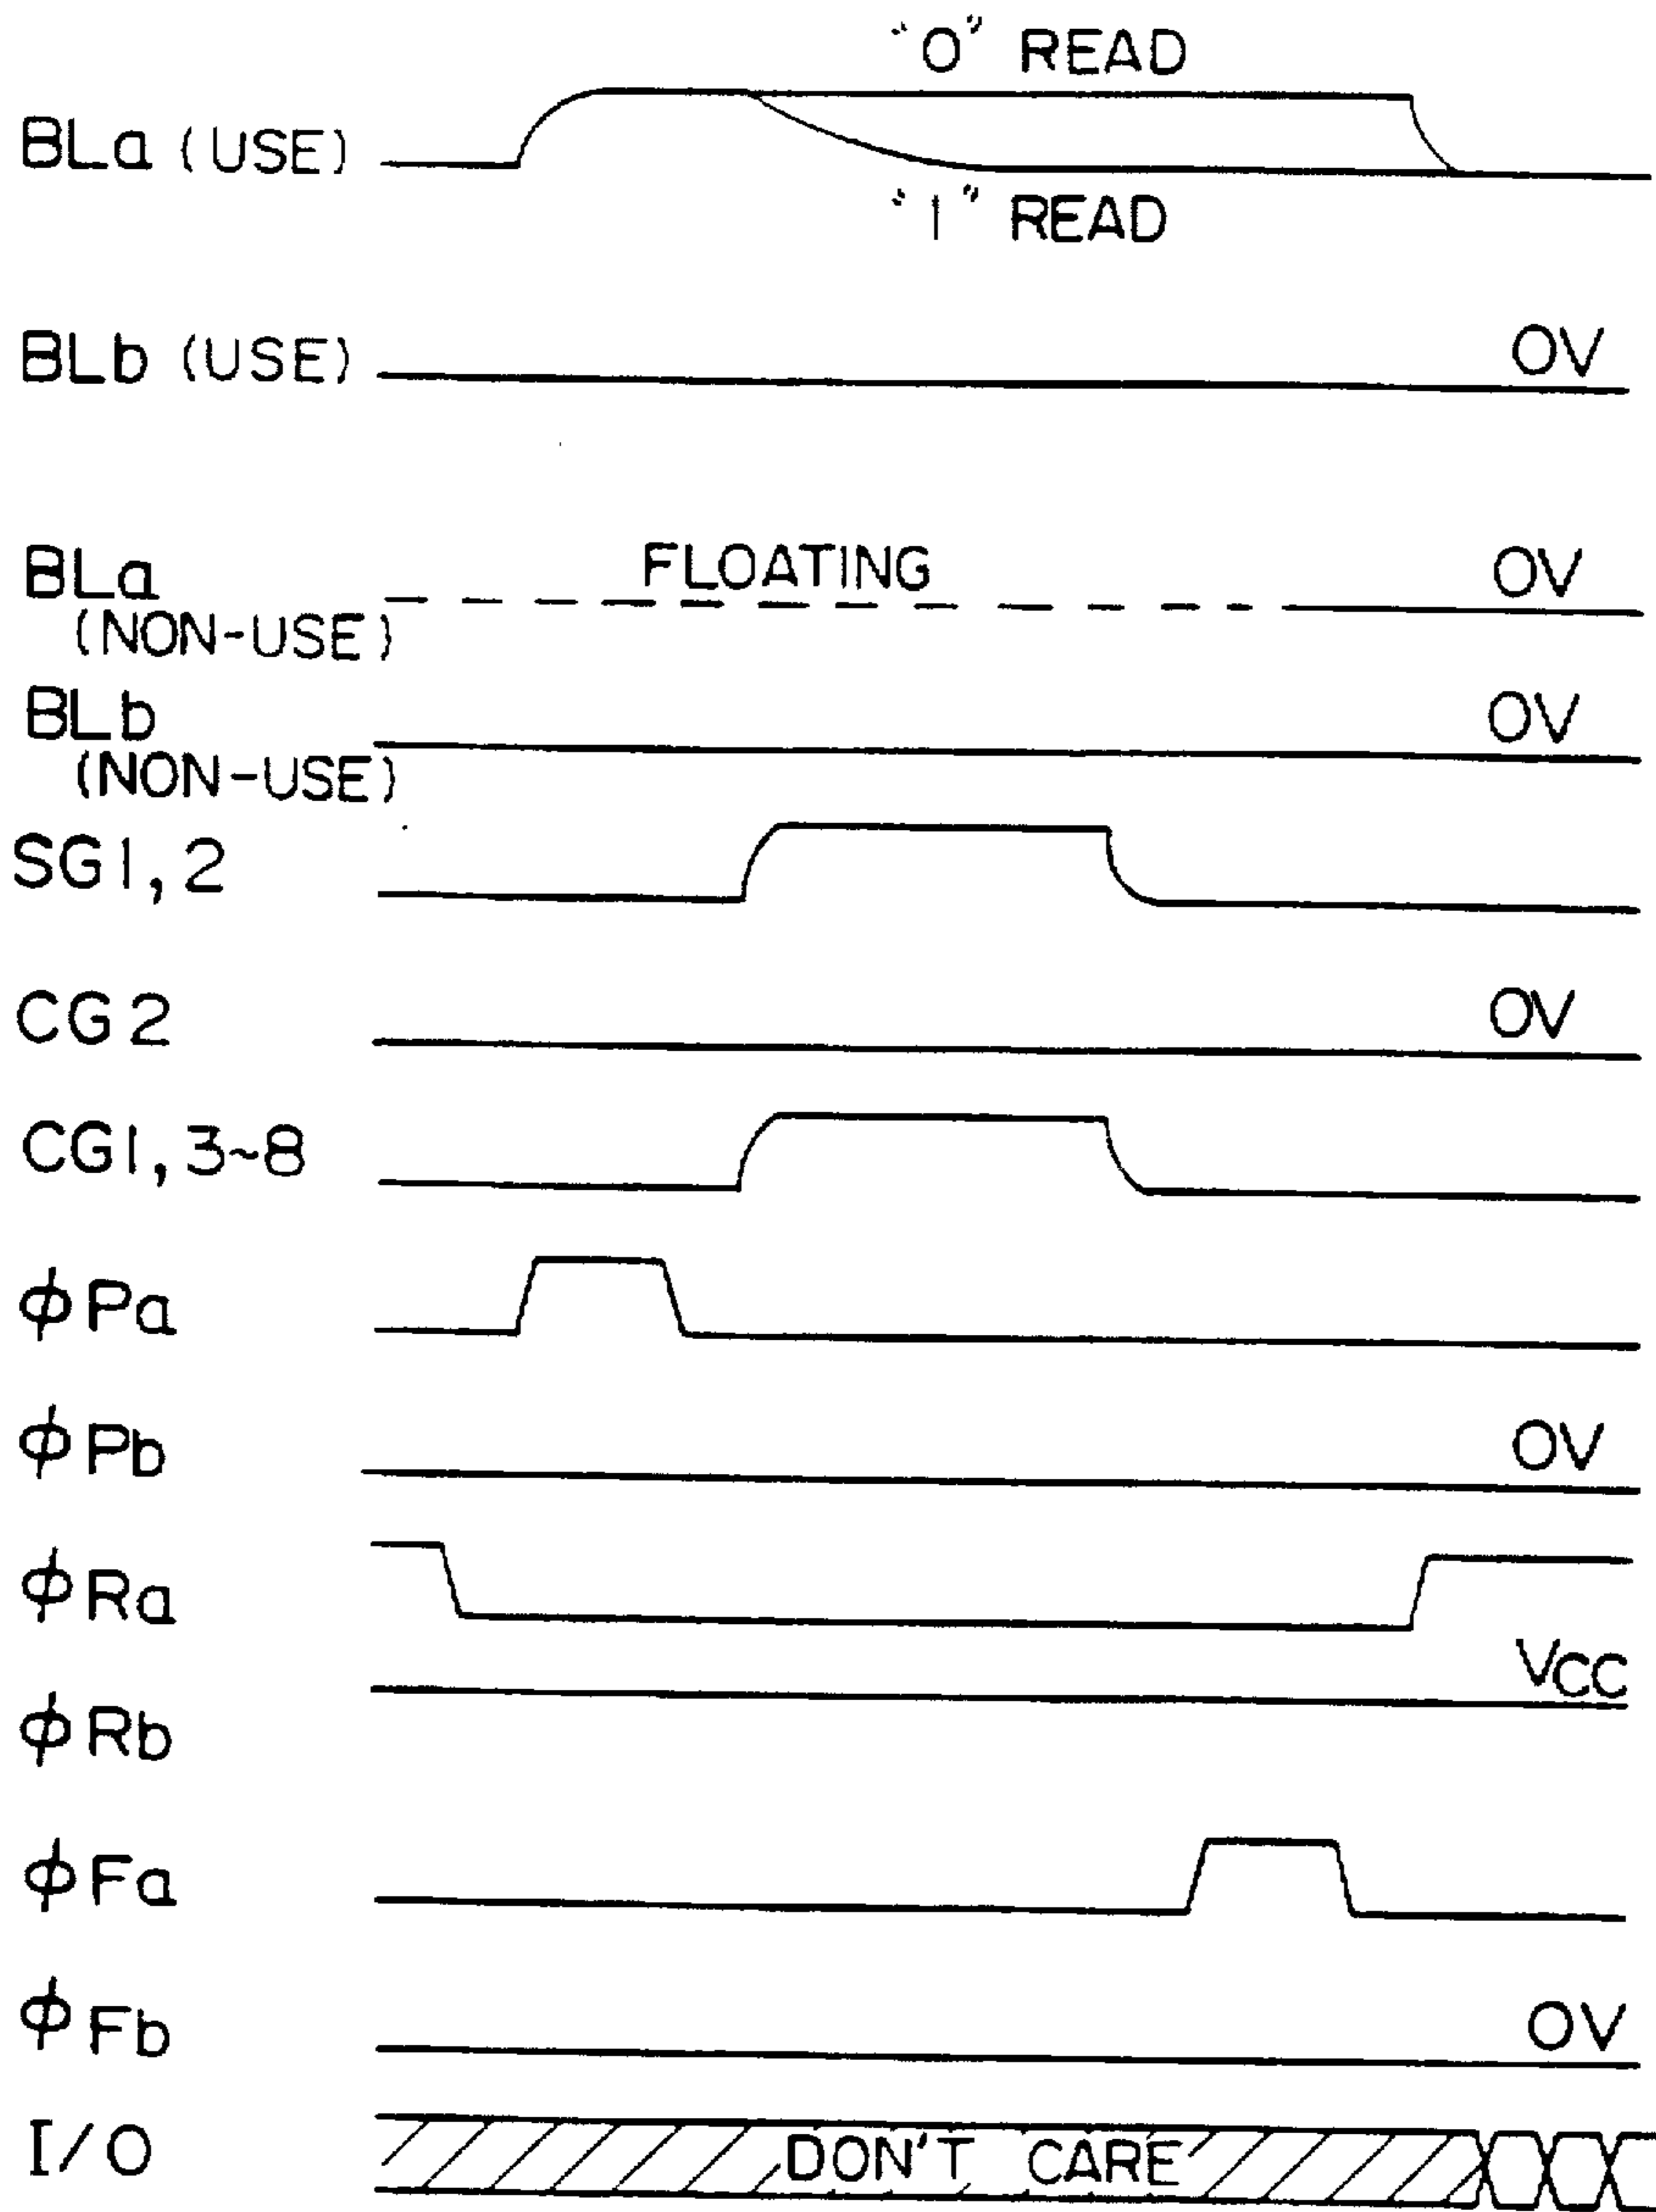 "0" READ
BLa (USE)
"1" READ
BLb (USE) 0V
BLa FLOATING 0V
(NON-USE)
BLb 0V
(NON-USE)
SG1, 2
CG2 0V
CG1, 3~8
φPa
φPb 0V
φRa
VCC
φRb
φFa
φFb 0V
I/O DON'T CARE